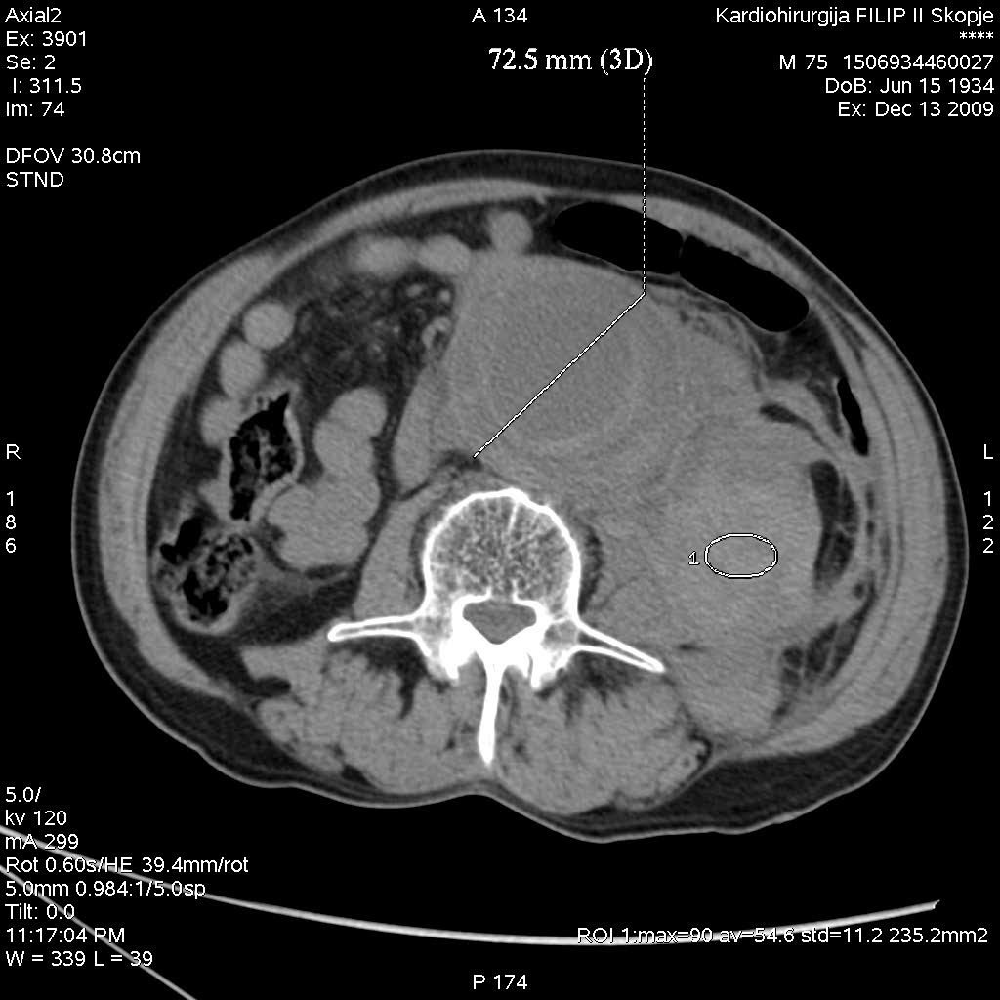 Axial2
Ex: 3901
Se: 2
I: 311.5
Im: 74
DFOV 30.8cm
STND
A 134
72.5 mm (3D)
Kardiohirurgija FILIP II Skopje
****
M 75 1506934460027
DoB: Jun 15 1934
Ex: Dec 13 2009
R
1
8
6
L
1
2
2
1
5.0/
kv 120
mA 299
Rot 0.60s/HE 39.4mm/rot
5.0mm 0.984:1/5.0sp
Tilt: 0.0
11:17:04 PM
W = 339 L = 39
ROI 1:max=90 av=54.6 std=11.2 235.2mm2
P 174